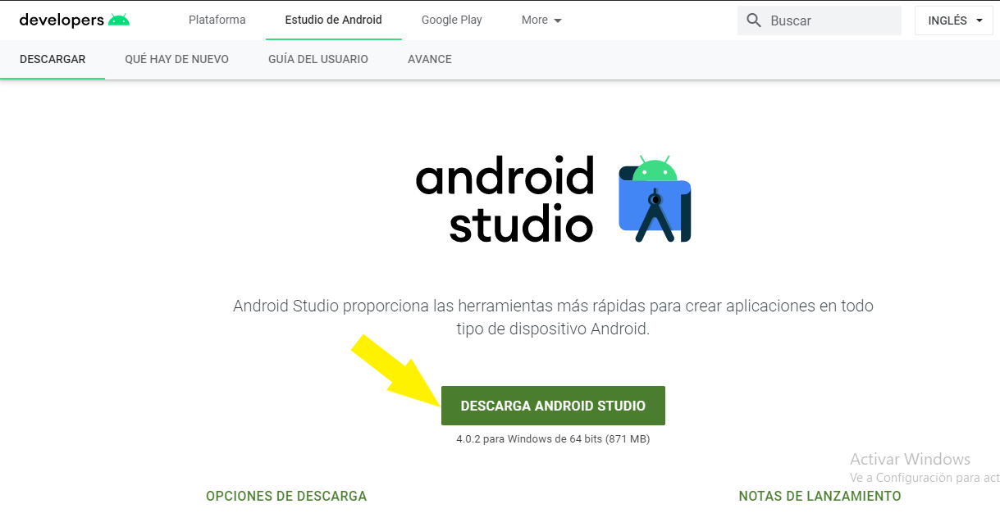 developers
Plataforma
Estudio de Android
Google Play
More
Buscar
INGLÉS
DESCARGAR
QUÉ HAY DE NUEVO
GUÍA DEL USUARIO
AVANCE
android
studio
Android Studio proporciona las herramientas más rápidas para crear aplicaciones en todo
tipo de dispositivo Android.
DESCARGA ANDROID STUDIO
4.0.2 para Windows de 64 bits (871 MB)
Activar Windows
Ve a Configuración para act
OPCIONES DE DESCARGA
NOTAS DE LANZAMIENTO